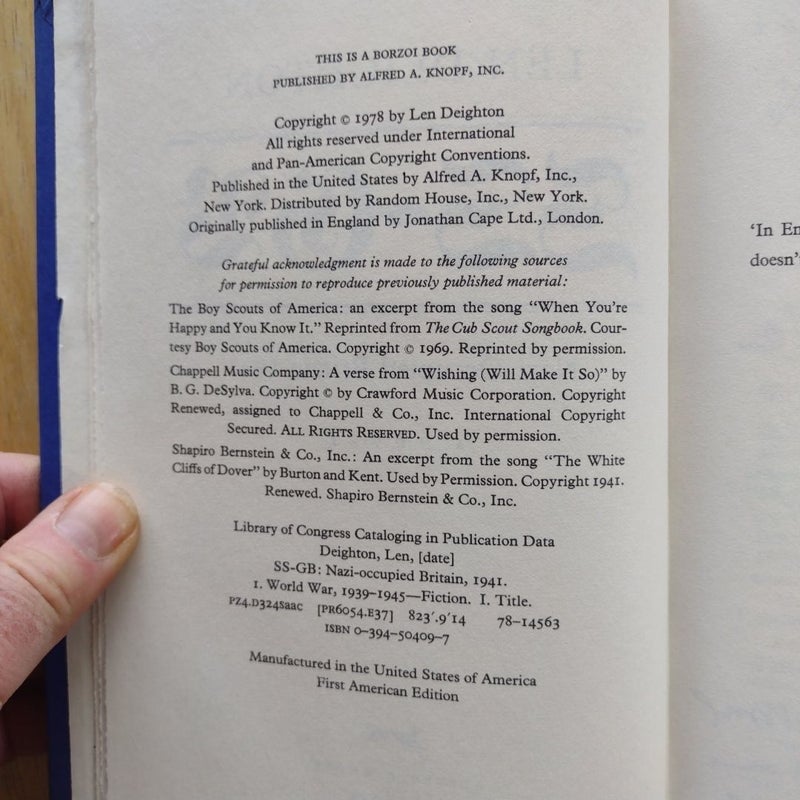 THIS IS A BORZOI BOOK
PUBLISHED BY ALFRED A. KNOPF, INC.
Copyright © 1978 by Len Deighton
All rights reserved under International
and Pan-American Copyright Conventions.
Published in the United States by Alfred A. Knopf, Inc.,
New York. Distributed by Random House, Inc., New York.
Originally published in England by Jonathan Cape Ltd., London.
Grateful acknowledgment is made to the following sources
for permission to reproduce previously published material:
The Boy Scouts of America: an excerpt from the song “When You’re
Happy and You Know It.” Reprinted from The Cub Scout Songbook. Cour-
tesy Boy Scouts of America. Copyright © 1969. Reprinted by permission.
Chappell Music Company: A verse from “Wishing (Will Make It So)” by
B. G. DeSylva. Copyright © by Crawford Music Corporation. Copyright
Renewed, assigned to Chappell & Co., Inc. International Copyright
Secured. ALL RIGHTS RESERVED. Used by permission.
Shapiro Bernstein & Co., Inc.: An excerpt from the song “The White
Cliffs of Dover” by Burton and Kent. Used by Permission. Copyright 1941.
Renewed. Shapiro Bernstein & Co., Inc.
Library of Congress Cataloging in Publication Data
Deighton, Len, [date]
SS-GB: Nazi-occupied Britain, 1941.
1. World War, 1939–1945—Fiction. I. Title.
PZ4.D324Saac [PR6054.E37] 823’.9’14 78–14563
ISBN 0–394–50409–7
Manufactured in the United States of America
First American Edition
‘In En
doesn’